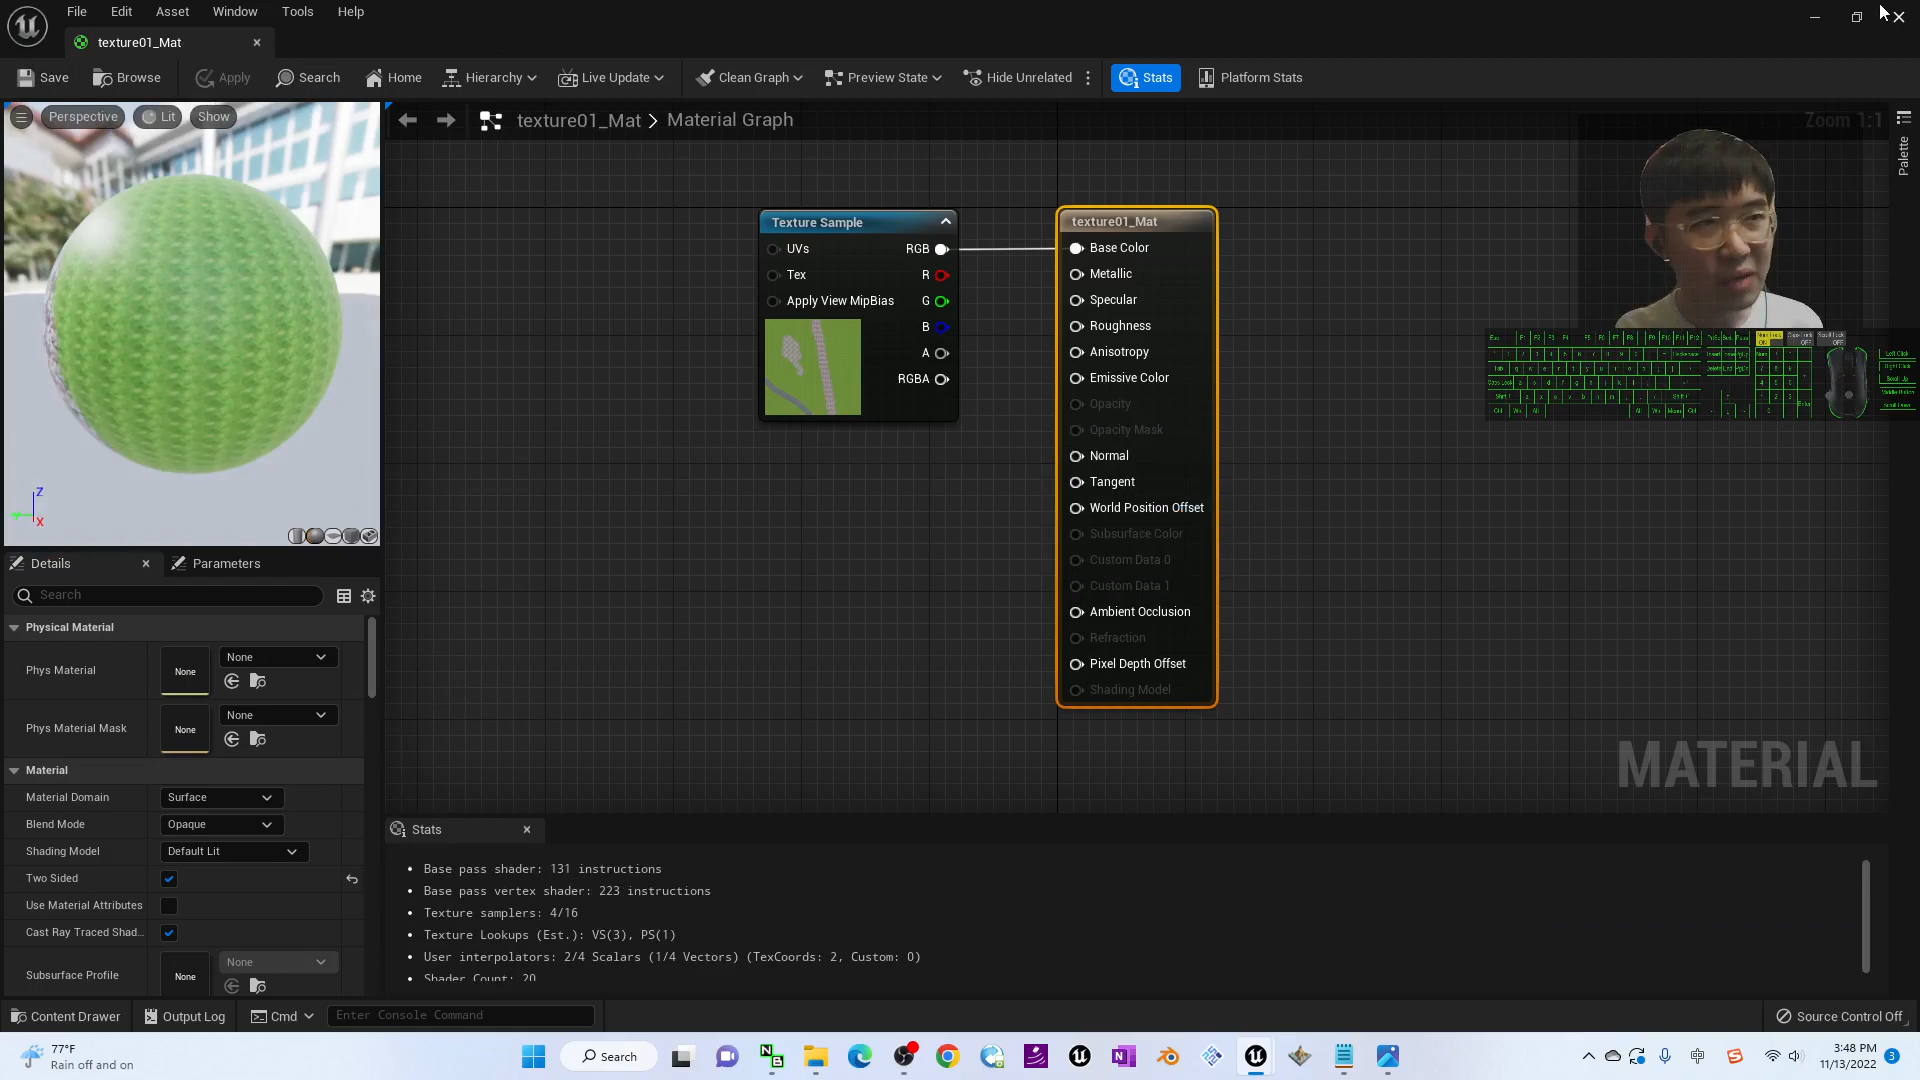 File Edit Asset Window Tools Help
texture01_Mat
Save Browse Apply Search Home Hierarchy Live Update Clean Graph Preview State Hide Unrelated Stats Platform Stats
Perspective Lit Show
texture01_Mat > Material Graph
Zoom 1:1
Palette
Texture Sample
UVs RGB
Tex R
Apply View MipBias G
B
A
RGBA
texture01_Mat
Base Color
Metallic
Specular
Roughness
Anisotropy
Emissive Color
Opacity
Opacity Mask
Normal
Tangent
World Position Offset
Subsurface Color
Custom Data 0
Custom Data 1
Ambient Occlusion
Refraction
Pixel Depth Offset
Shading Model
MATERIAL
Z
X
Details Parameters
Search
Physical Material
Phys Material None None
Phys Material Mask None None
Material
Material Domain Surface
Blend Mode Opaque
Shading Model Default Lit
Two Sided
Use Material Attributes
Cast Ray Traced Shad...
Subsurface Profile None None
Stats
• Base pass shader: 131 instructions
• Base pass vertex shader: 223 instructions
• Texture samplers: 4/16
• Texture Lookups (Est.): VS(3), PS(1)
• User interpolators: 2/4 Scalars (1/4 Vectors) (TexCoords: 2, Custom: 0)
• Shader Count: 20
Content Drawer Output Log Cmd Enter Console Command Source Control Off
77°F
Rain off and on
Search
中
3:48 PM
11/13/2022
3